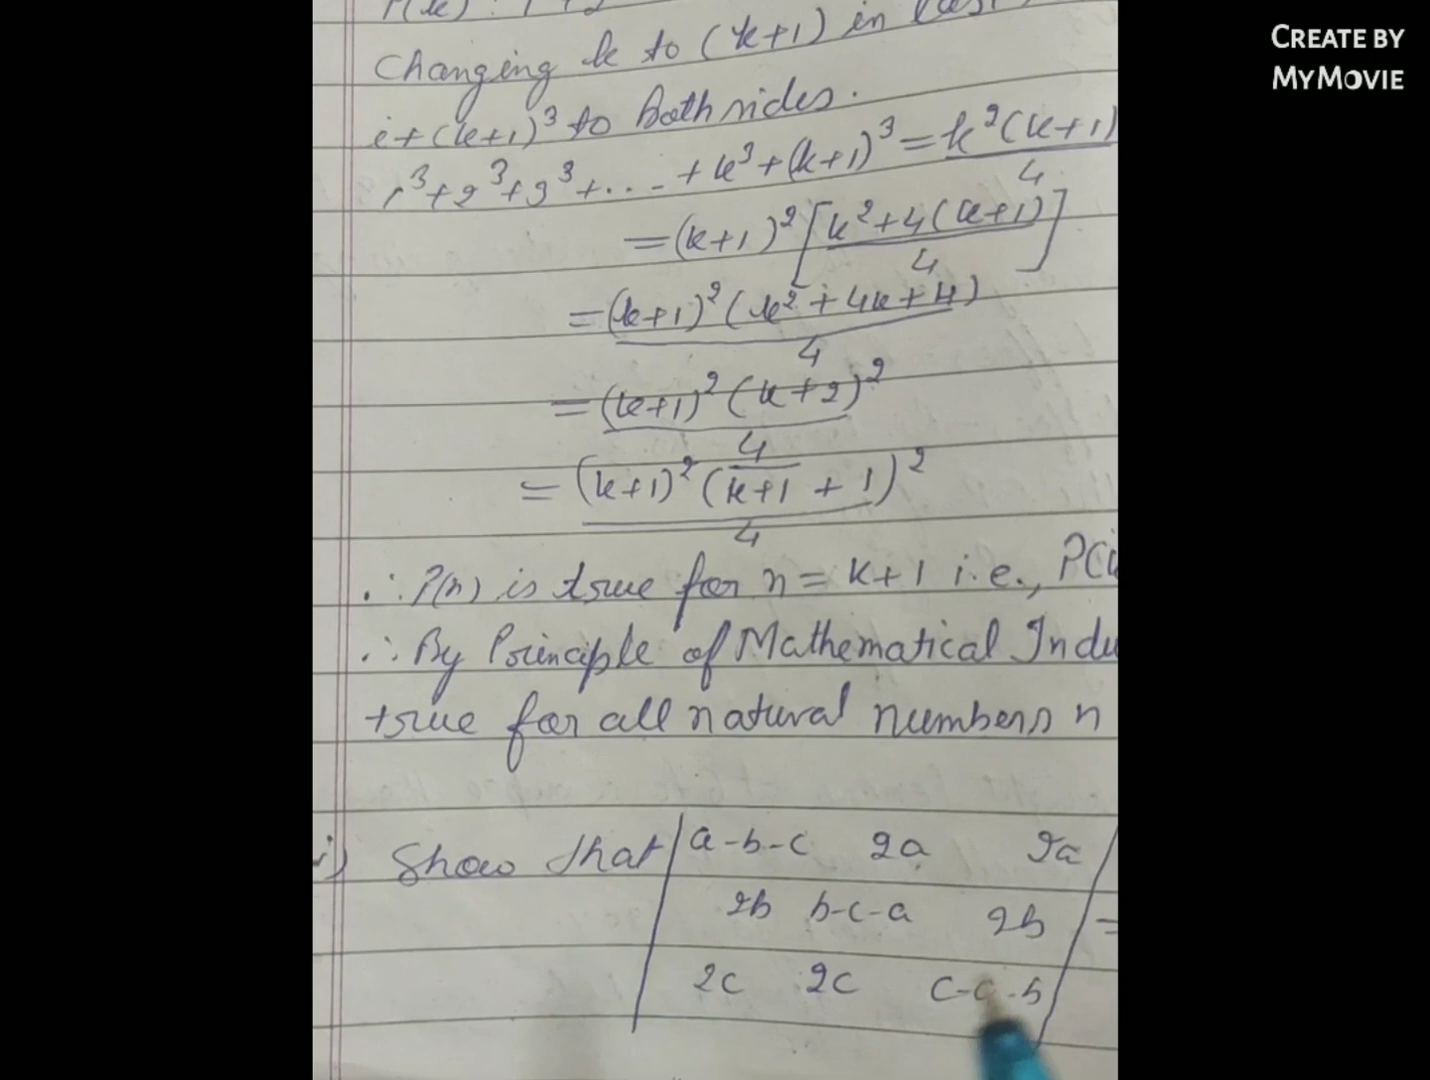 CREATE BY
MYMOVIE
Changing k to (k+1) in
i+(k+1)³ to both sides.
1³+2³+3³+...+k³+(k+1)³=k²(k+1)/4
=(k+1)²[k²+4(k+1)/4]
=(k+1)²(k²+4k+4)/4
=(k+1)²(k+2)²/4
=(k+1)²(k+1+1)²/4
∴ P(n) is true for n=k+1 i.e., P(
∴ By Principle of Mathematical Indu
true for all natural numbers n
i) Show that |a-b-c 2a 2a|
2b b-c-a 2b =
2c 2c c-a-b